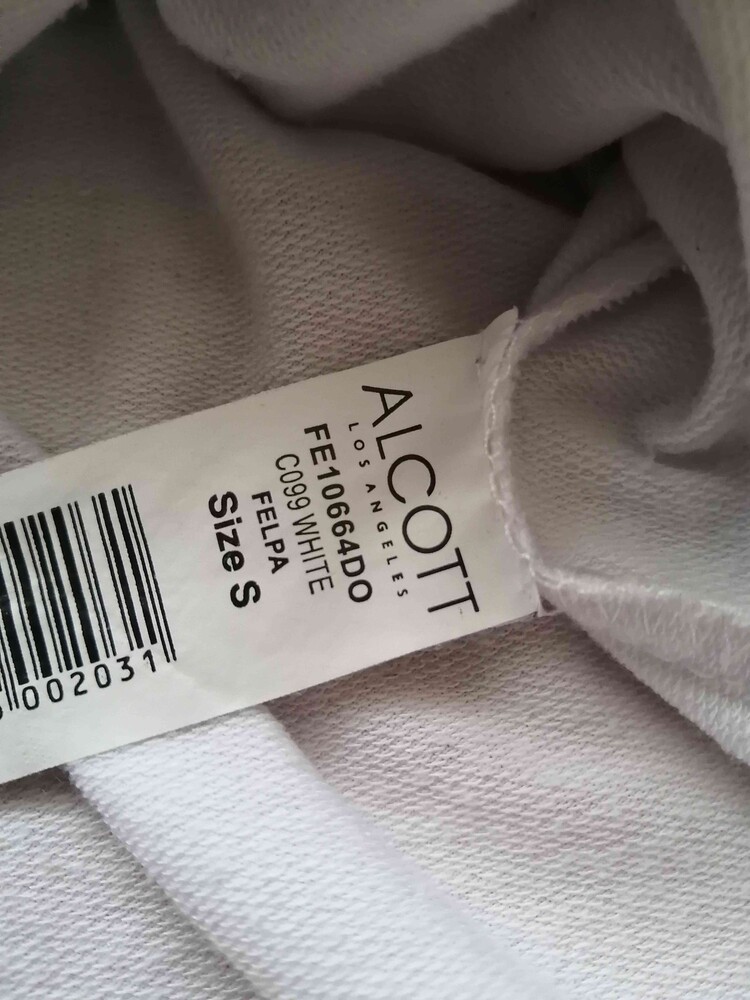 ALCOTT
LOS ANGELES
FE10664DO
C099 WHITE
FELPA
Size S
002031